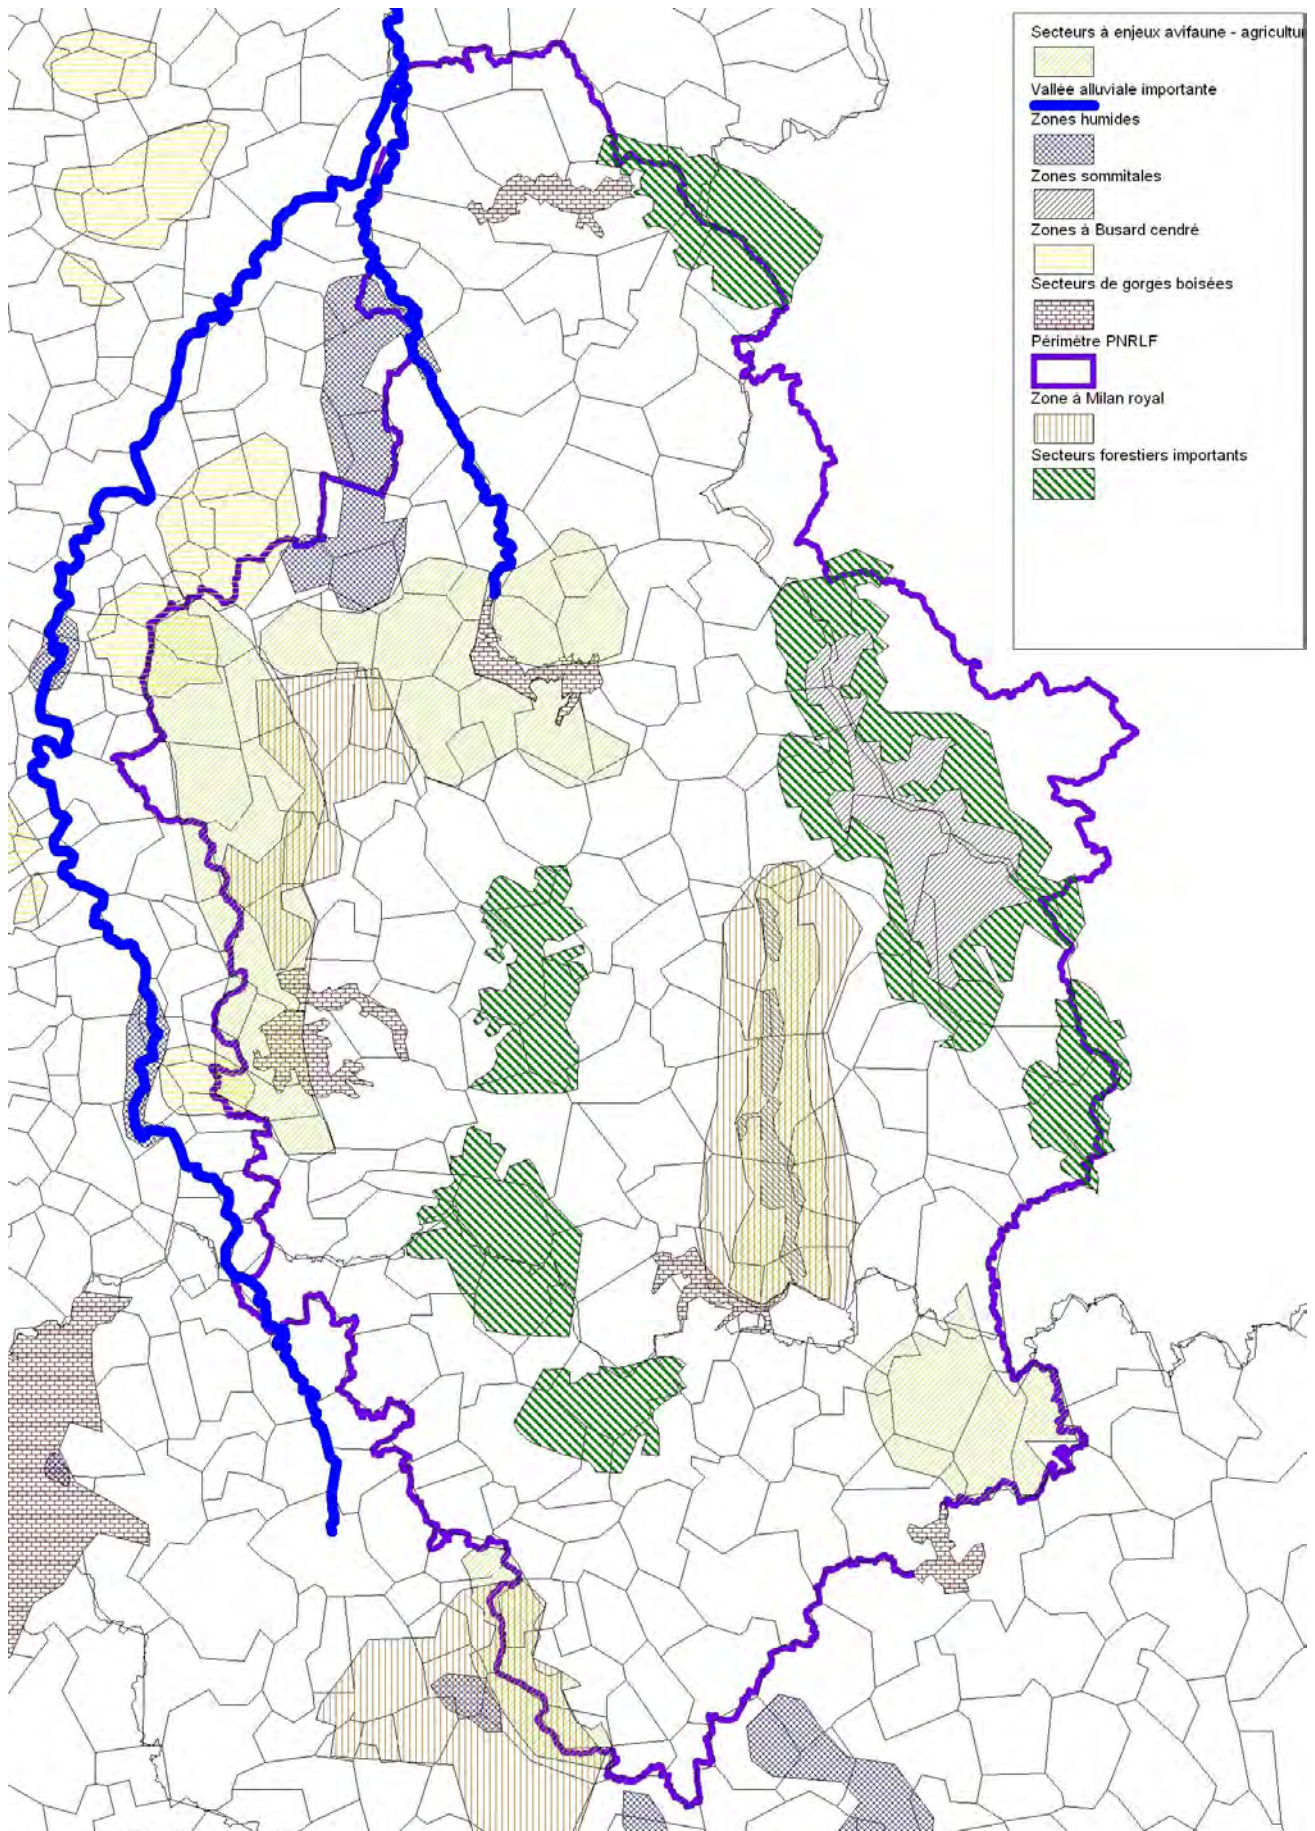 Secteurs à enjeux avifaune - agricultu
Vallée alluviale importante
Zones humides
Zones sommitales
Zones à Busard cendré
Secteurs de gorges boisées
Périmètre PNRLF
Zone à Milan royal
Secteurs forestiers importants